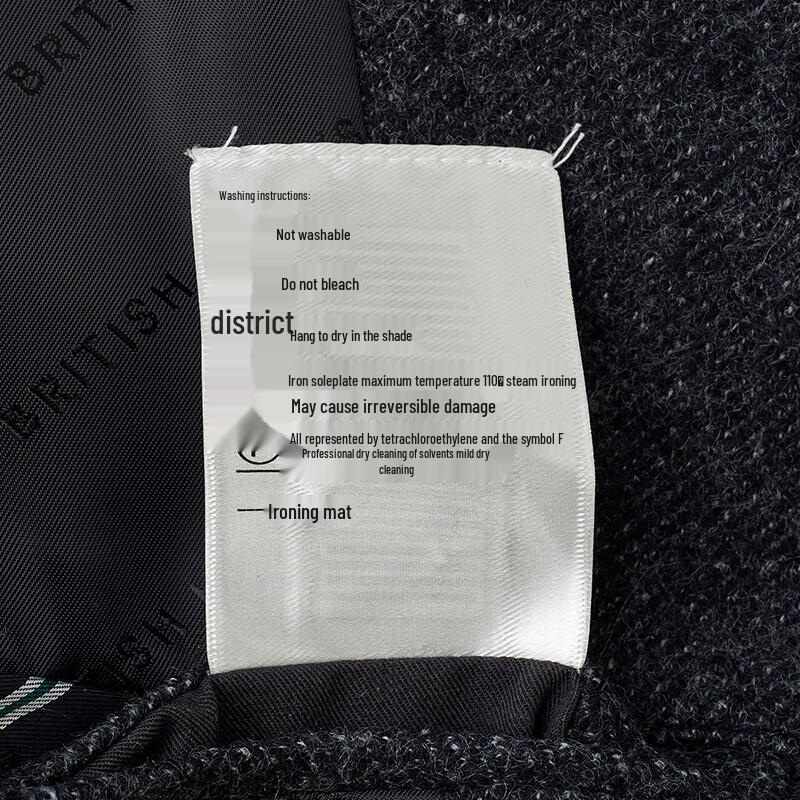 BRITI
BRITISH
ISH
Washing instructions:
Not washable
Do not bleach
district
Hang to dry in the shade
Iron soleplate maximum temperature 110 steam ironing
May cause irreversible damage
All represented by tetrachloroethylene and the symbol F
Professional dry cleaning of solvents mild dry
cleaning
Ironing mat